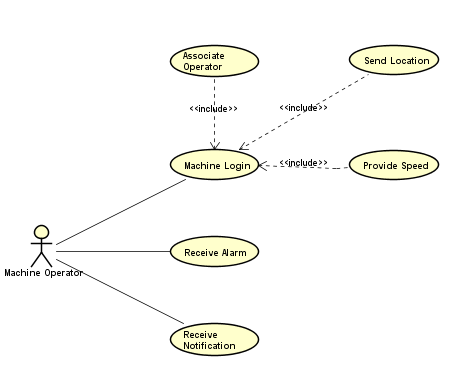 Associate
Operator
Send Location
<<include>>
<<include>>
Machine Login
<<include>>
Provide Speed
Receive Alarm
Machine Operator
Receive
Notification